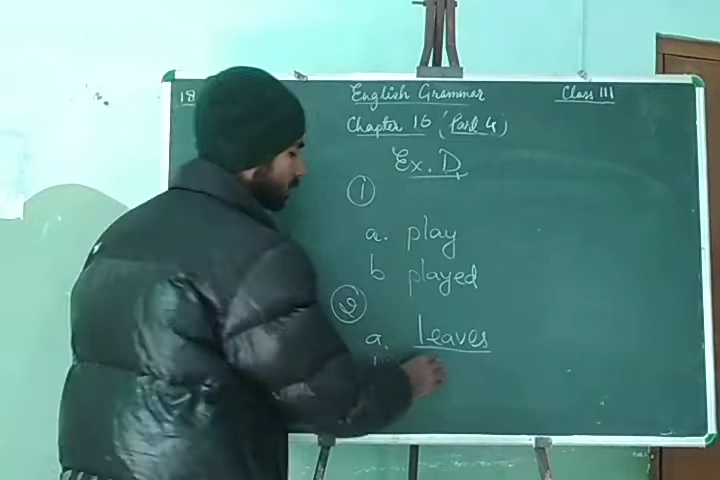 18 English Grammar Class III
Chapter 16 (Part 4)
Ex. D
1
a. play
b played
2
a. leaves